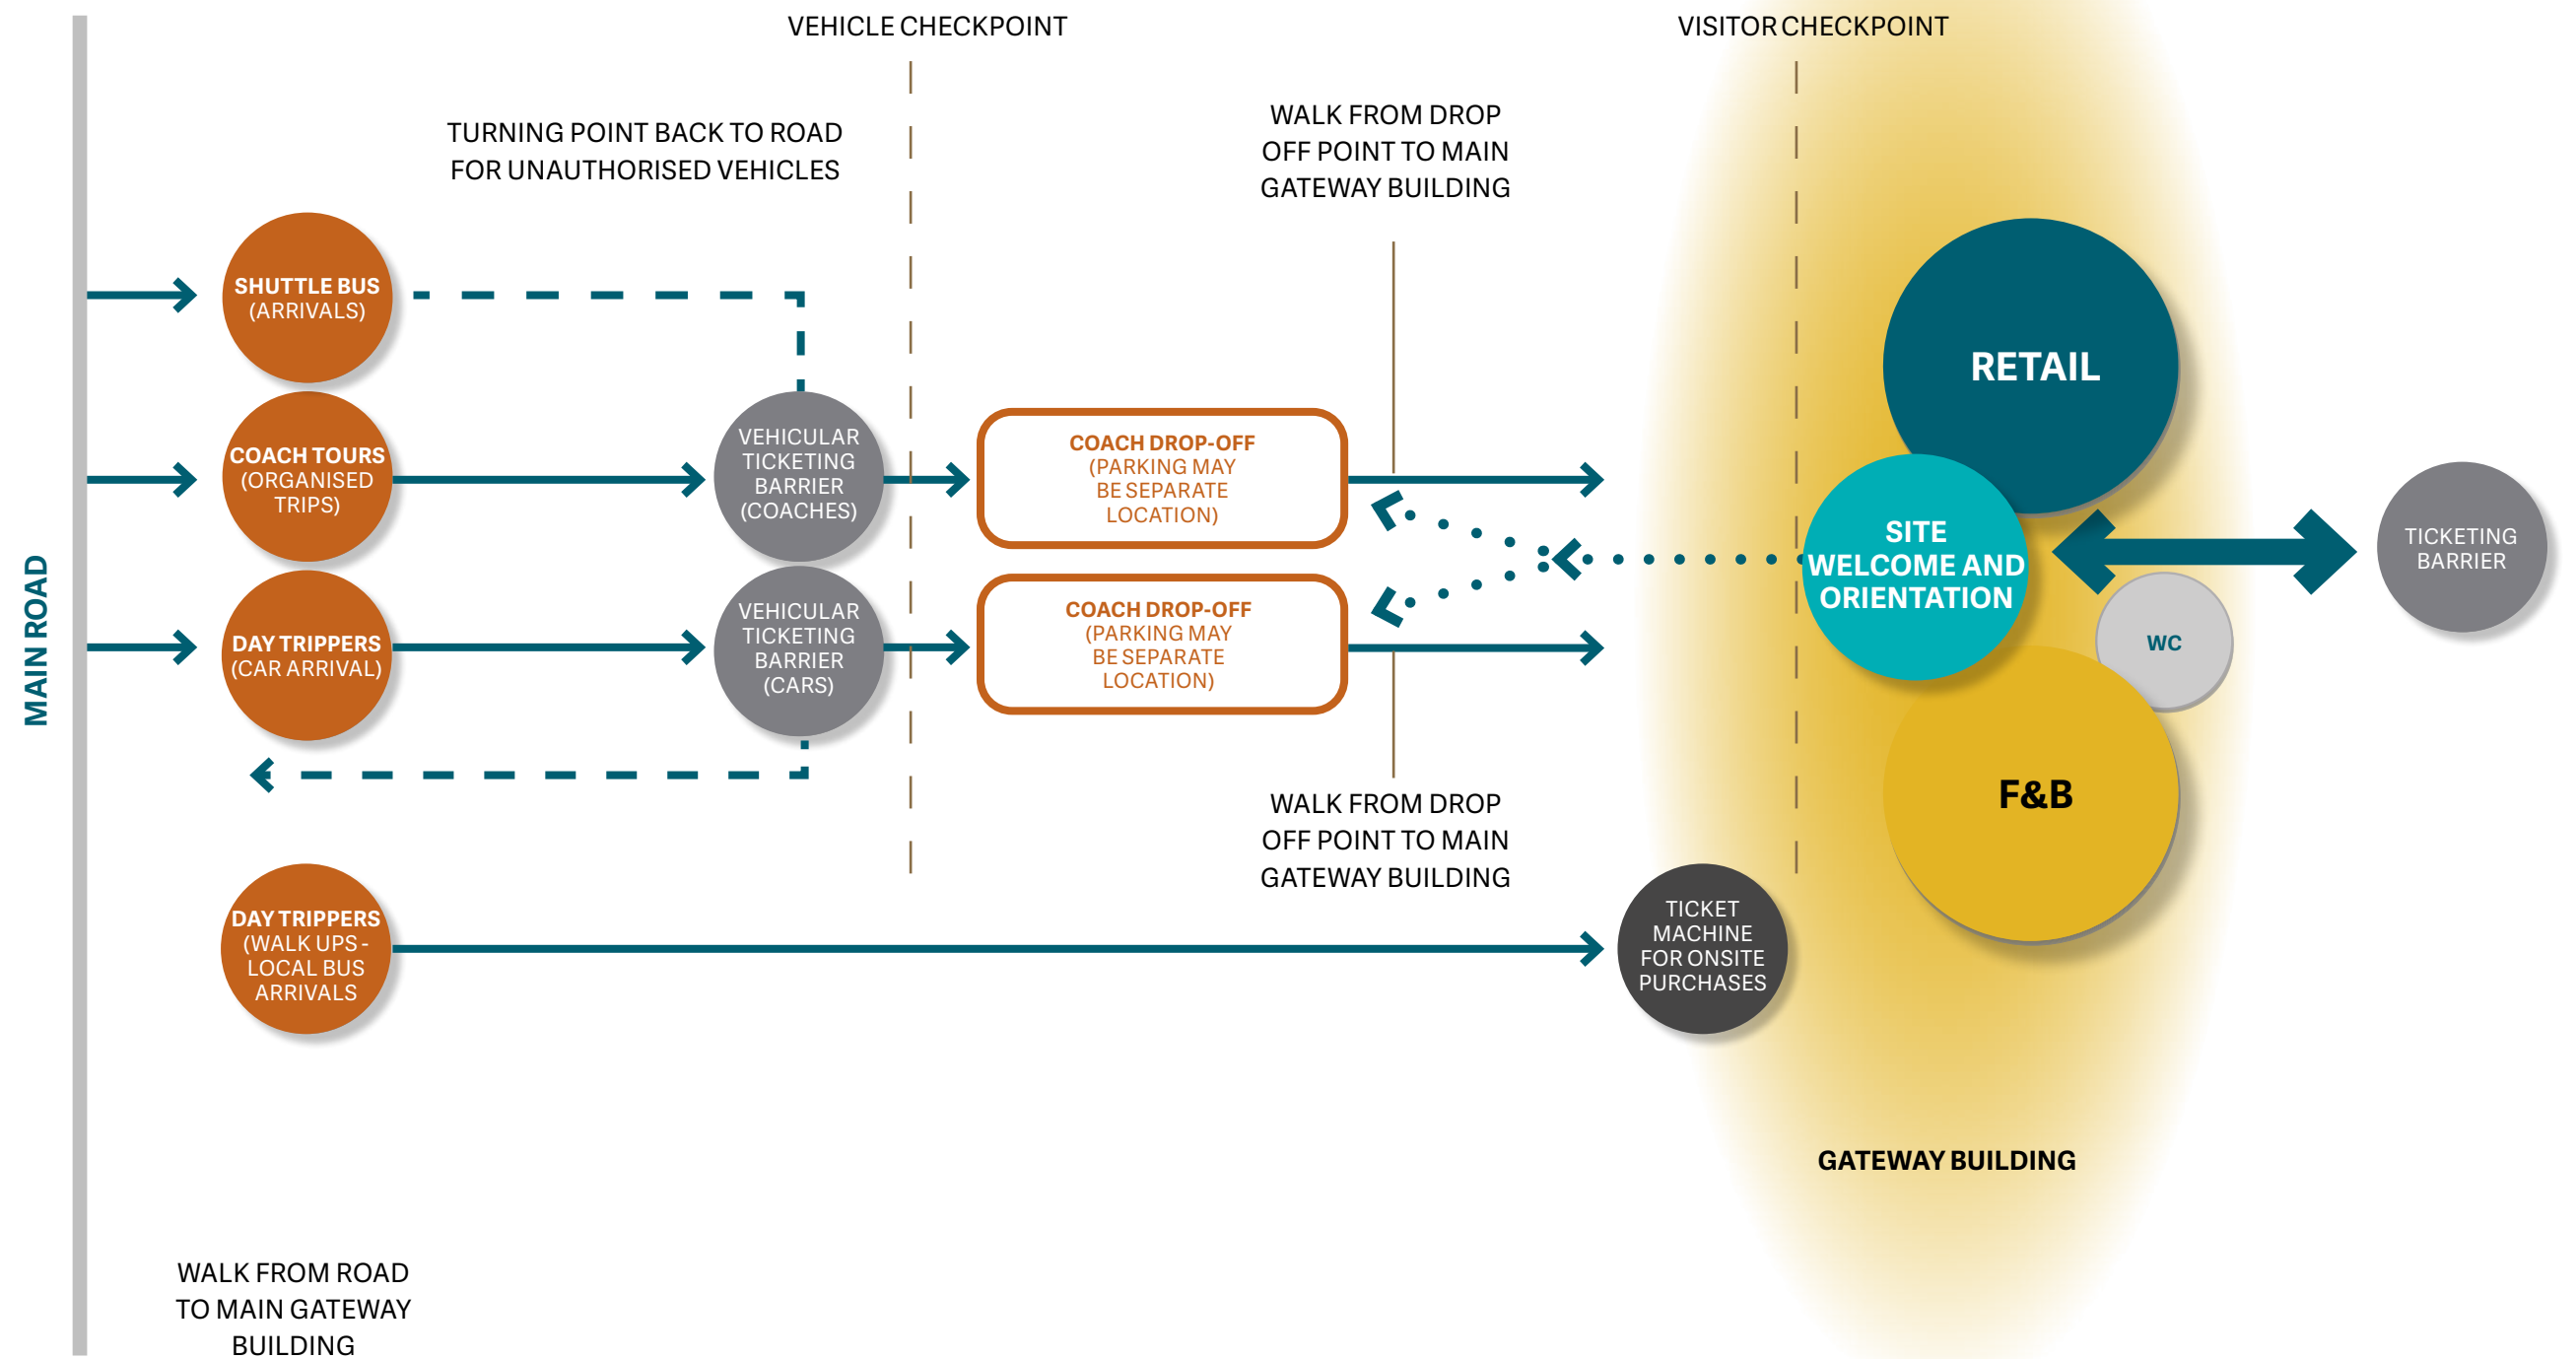 VEHICLE CHECKPOINT
VISITOR CHECKPOINT
TURNING POINT BACK TO ROAD
FOR UNAUTHORISED VEHICLES
WALK FROM DROP
OFF POINT TO MAIN
GATEWAY BUILDING
MAIN ROAD
SHUTTLE BUS
(ARRIVALS)
COACH TOURS
(ORGANISED
TRIPS)
VEHICULAR
TICKETING
BARRIER
(COACHES)
COACH DROP-OFF
(PARKING MAY
BE SEPARATE
LOCATION)
DAY TRIPPERS
(CAR ARRIVAL)
VEHICULAR
TICKETING
BARRIER
(CARS)
COACH DROP-OFF
(PARKING MAY
BE SEPARATE
LOCATION)
RETAIL
SITE
WELCOME AND
ORIENTATION
TICKETING
BARRIER
WC
F&B
WALK FROM DROP
OFF POINT TO MAIN
GATEWAY BUILDING
DAY TRIPPERS
(WALK UPS -
LOCAL BUS
ARRIVALS
TICKET
MACHINE
FOR ONSITE
PURCHASES
GATEWAY BUILDING
WALK FROM ROAD
TO MAIN GATEWAY
BUILDING